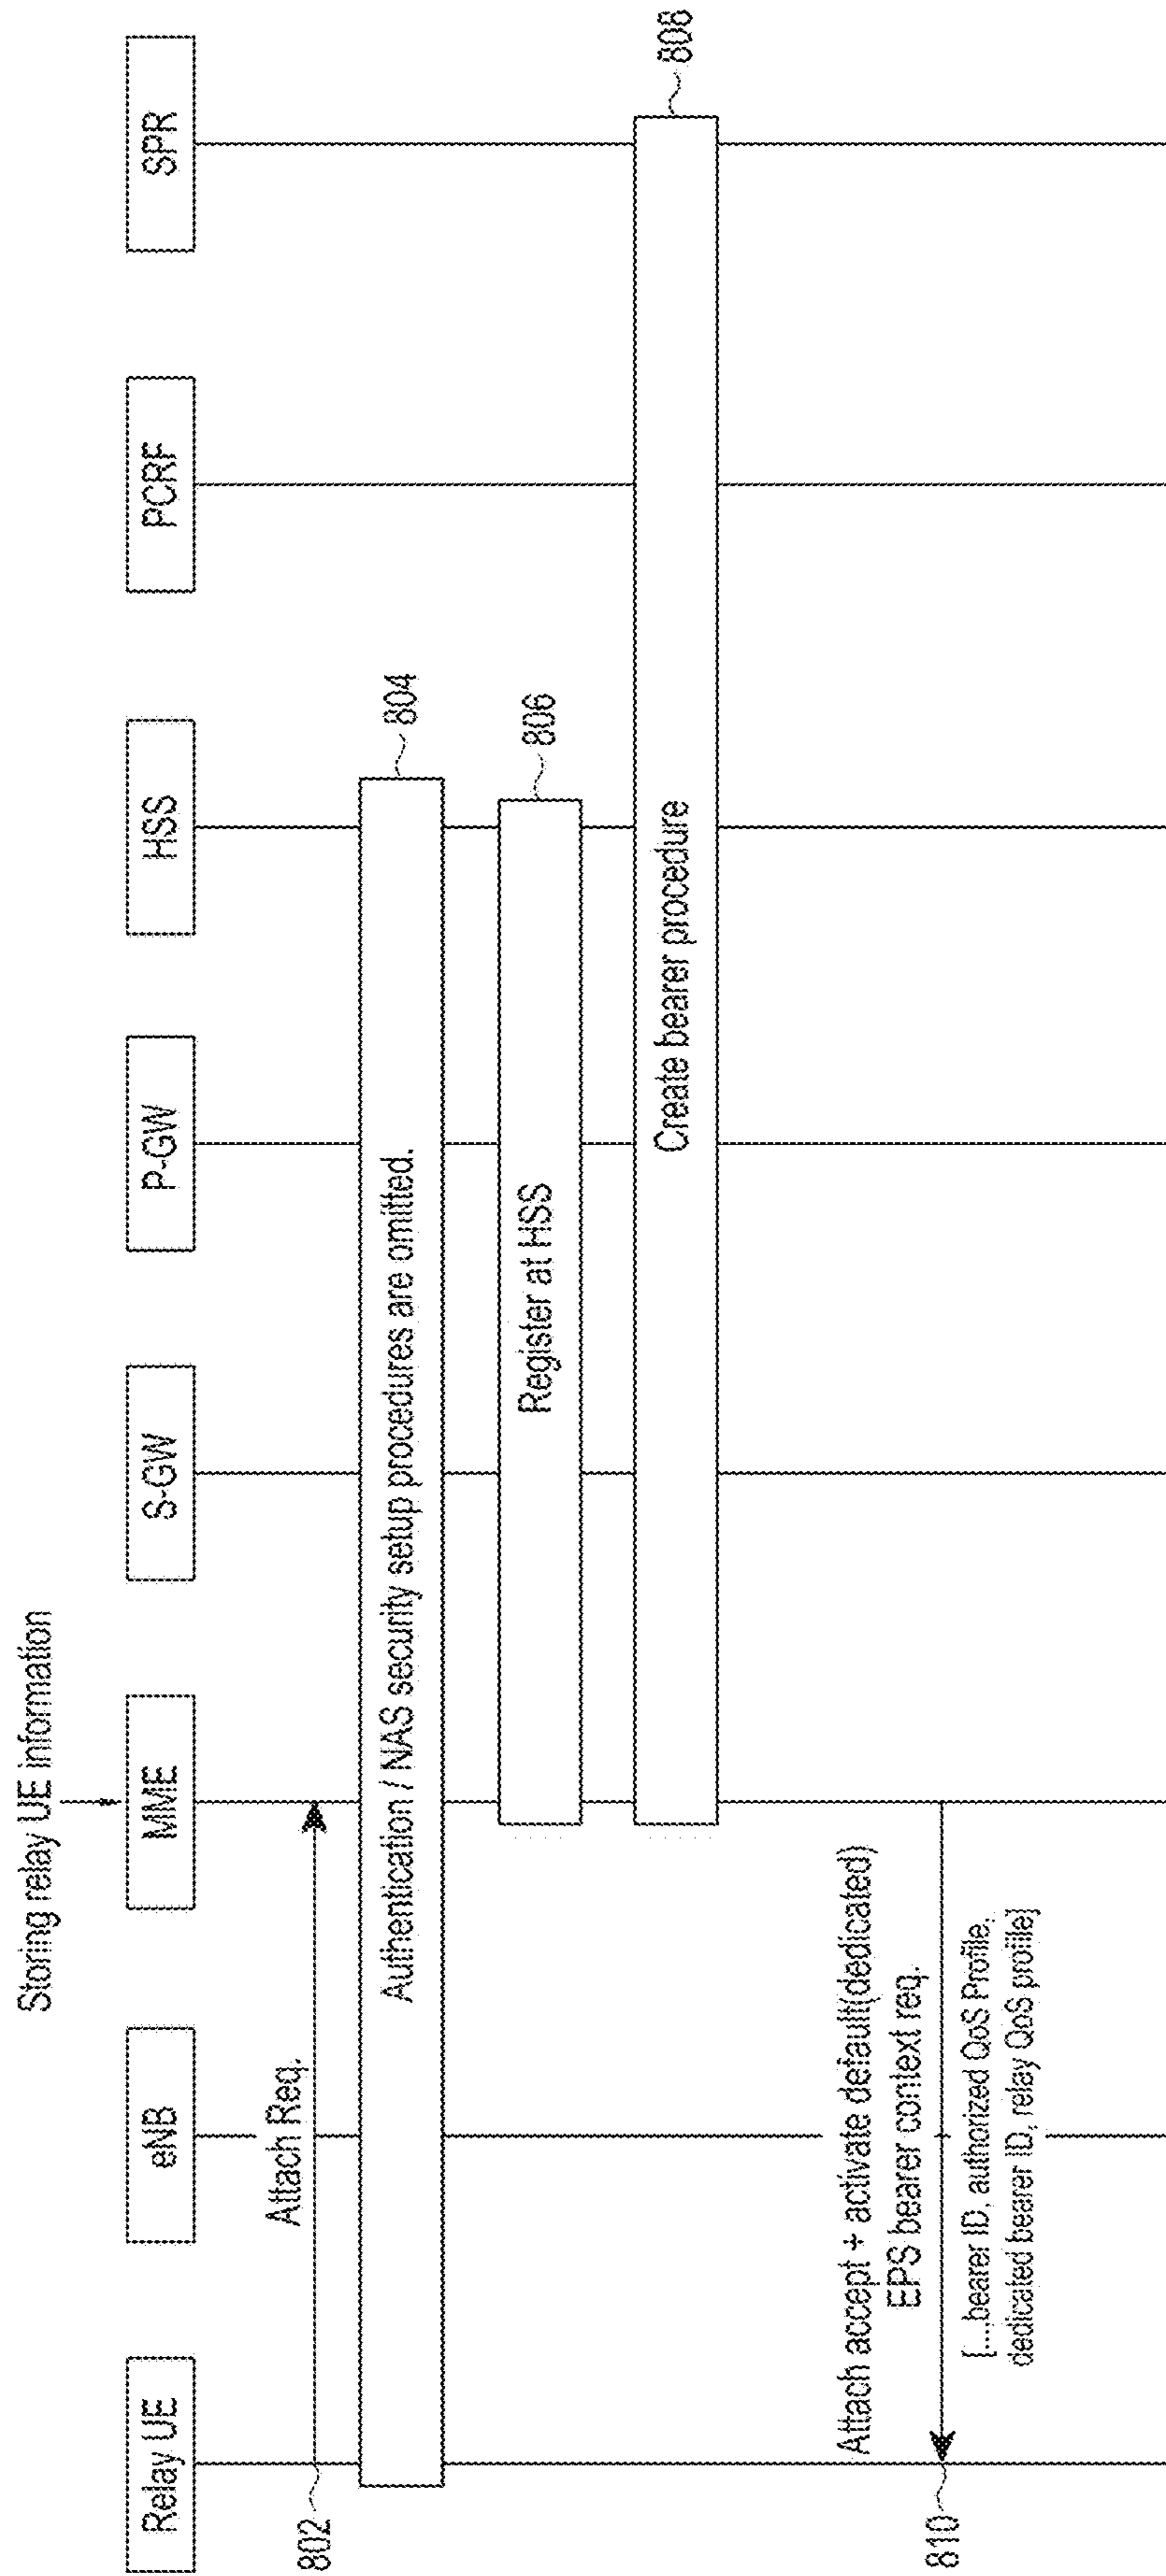 Storing relay UE information
Relay UE
eNB
MME
S-GW
P-GW
HSS
PCRF
SPR
802
Attach Req.
Authentication / NAS security setup procedures are omitted.
804
Register at HSS
806
Create bearer procedure
808
Attach accept + activate default(dedicated)
EPS bearer context req.
810
[...bearer ID, authorized QoS Profile,
dedicated bearer ID, relay QoS profile]